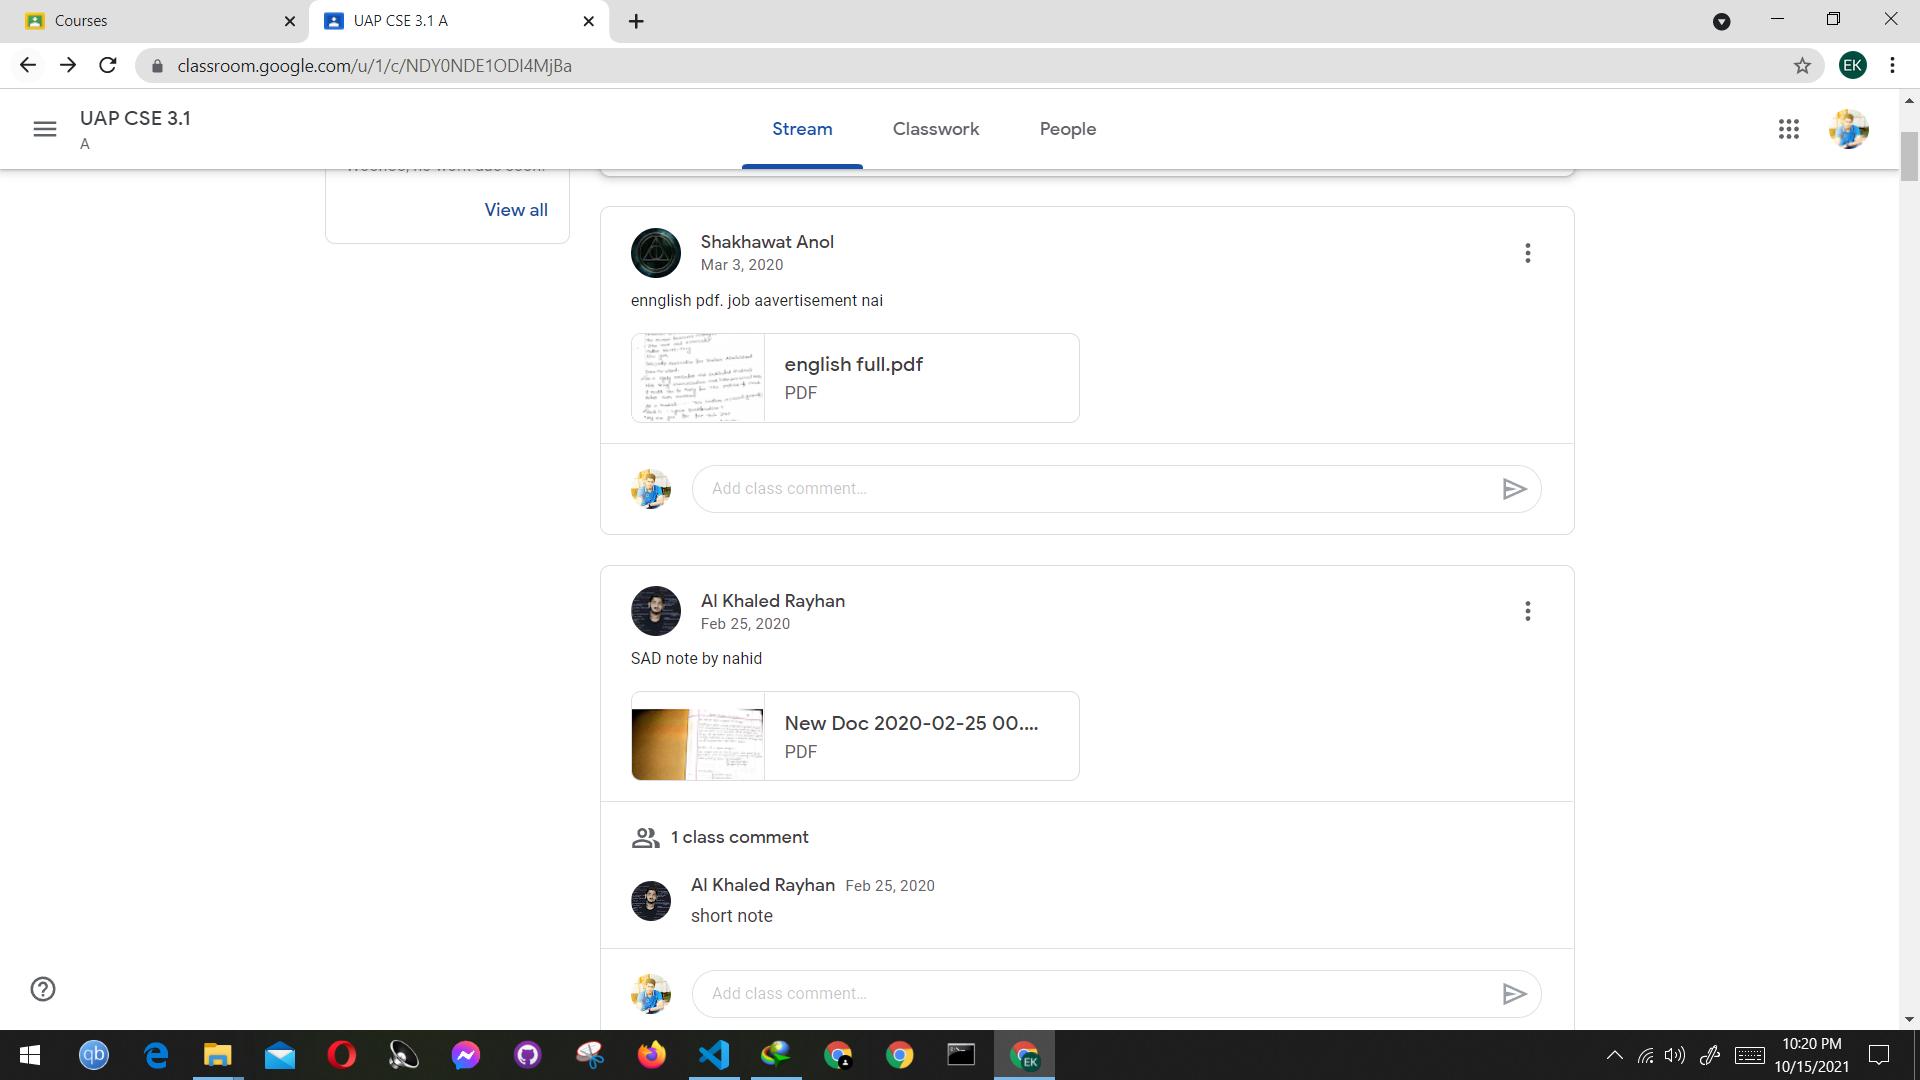 Courses
UAP CSE 3.1 A
classroom.google.com/u/1/c/NDY0NDE1ODI4MjBa
EK
UAP CSE 3.1
A
Stream
Classwork
People
View all
Shakhawat Anol
Mar 3, 2020
ennglish pdf. job aavertisement nai
english full.pdf
PDF
Add class comment...
Al Khaled Rayhan
Feb 25, 2020
SAD note by nahid
New Doc 2020-02-25 00....
PDF
1 class comment
Al Khaled Rayhan Feb 25, 2020
short note
Add class comment...
qb
EK
10:20 PM
10/15/2021